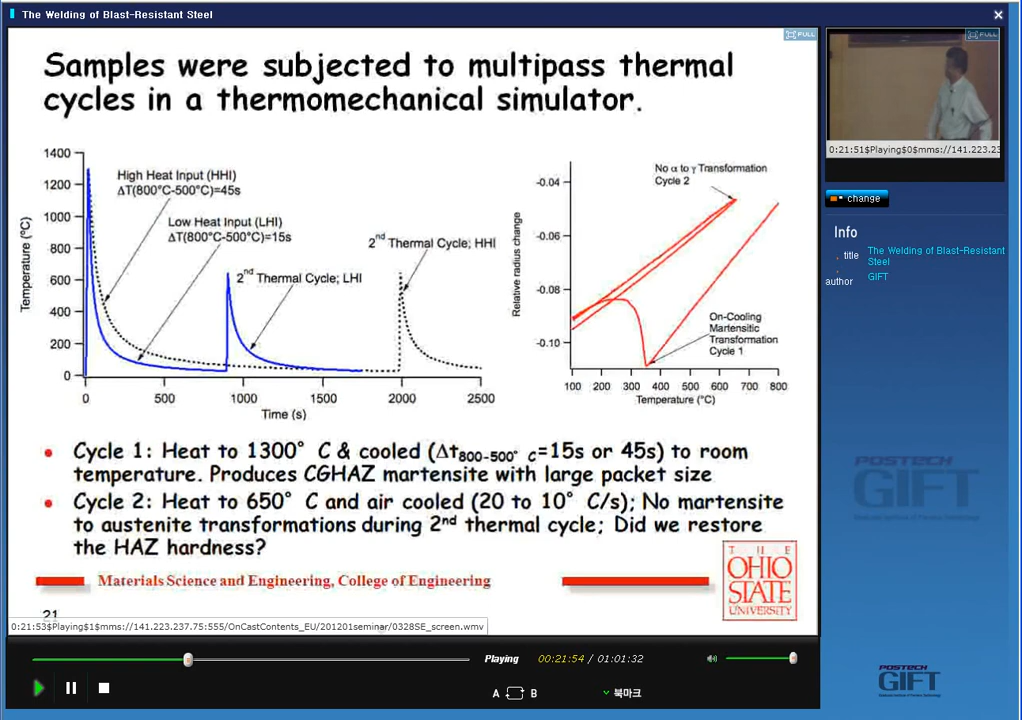 The Welding of Blast-Resistant Steel
FULL
Samples were subjected to multipass thermal
cycles in a thermomechanical simulator.
1400
1200
1000
800
600
400
200
0
Temperature (°C)
High Heat Input (HHI)
ΔT(800°C-500°C)=45s
Low Heat Input (LHI)
ΔT(800°C-500°C)=15s
2nd Thermal Cycle; HHI
2nd Thermal Cycle; LHI
0 500 1000 1500 2000 2500
Time (s)
-0.04
-0.06
-0.08
-0.10
Relative radius change
No α to γ Transformation
Cycle 2
On-Cooling
Martensitic
Transformation
Cycle 1
100 200 300 400 500 600 700 800
Temperature (°C)
• Cycle 1: Heat to 1300° C & cooled (Δt800-500° C=15s or 45s) to room
temperature. Produces CGHAZ martensite with large packet size
• Cycle 2: Heat to 650° C and air cooled (20 to 10° C/s); No martensite
to austenite transformations during 2nd thermal cycle; Did we restore
the HAZ hardness?
Materials Science and Engineering, College of Engineering
THE
OHIO
STATE
UNIVERSITY
21
0:21:53$Playing$1$mms://141.223.237.75:555/OnCastContents_EU/201201seminar/0328SE_screen.wmv
Playing 00:21:54 / 01:01:32
A B 북마크
FULL
0:21:51$Playing$0$mms://141.223.23
change
Info
title The Welding of Blast-Resistant
Steel
author GIFT
POSTECH
GIFT
POSTECH
GIFT